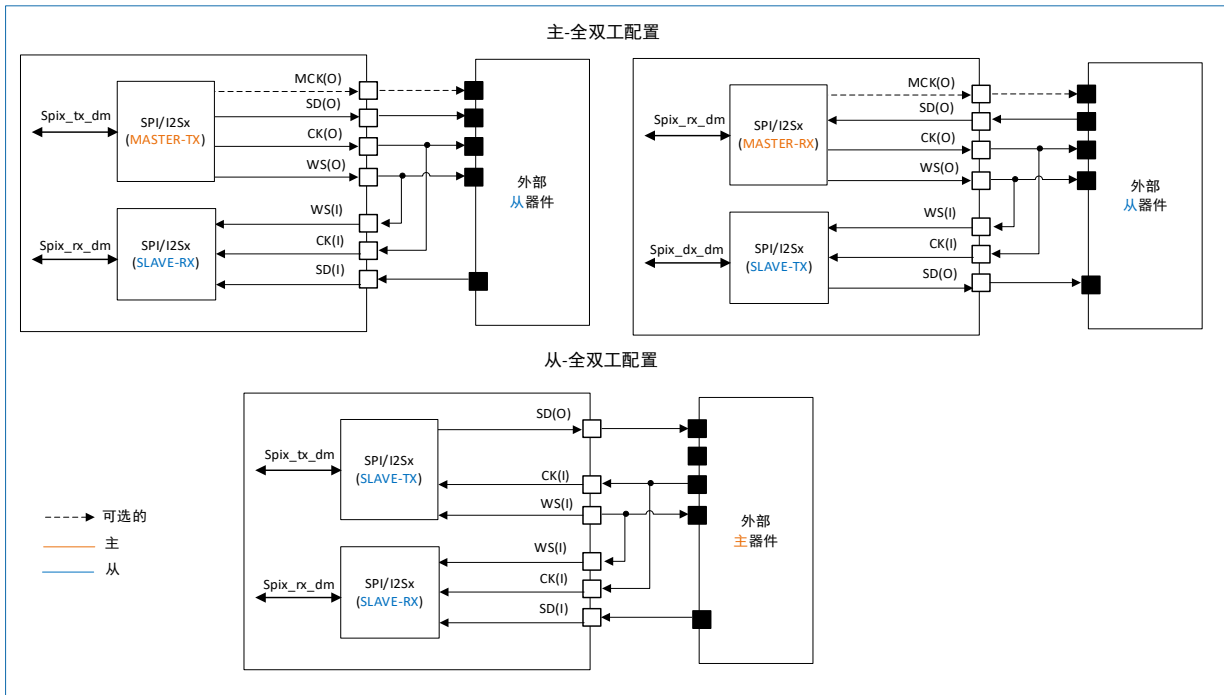 主-全双工配置
MCK(O)
SD(O)
CK(O)
WS(O)
Spix_tx_dm
SPI/I2Sx
(MASTER-TX)
WS(I)
CK(I)
SD(I)
Spix_rx_dm
SPI/I2Sx
(SLAVE-RX)
外部
从器件
MCK(O)
SD(O)
CK(O)
WS(O)
Spix_rx_dm
SPI/I2Sx
(MASTER-RX)
WS(I)
CK(I)
SD(O)
Spix_dx_dm
SPI/I2Sx
(SLAVE-TX)
外部
从器件
从-全双工配置
SD(O)
CK(I)
WS(I)
Spix_tx_dm
SPI/I2Sx
(SLAVE-TX)
WS(I)
CK(I)
SD(I)
Spix_rx_dm
SPI/I2Sx
(SLAVE-RX)
外部
主器件
可选的
主
从